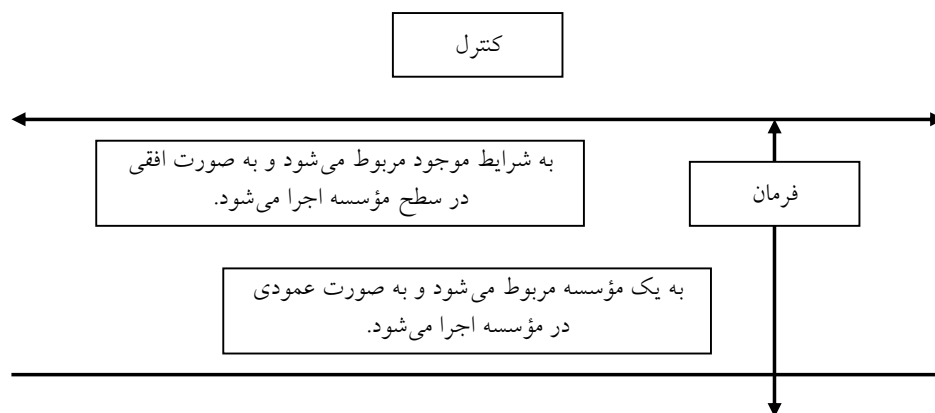 کنترل
به شرایط موجود مربوط می‌شود و به صورت افقی
در سطح مؤسسه اجرا می‌شود.
فرمان
به یک مؤسسه مربوط می‌شود و به صورت عمودی
در مؤسسه اجرا می‌شود.